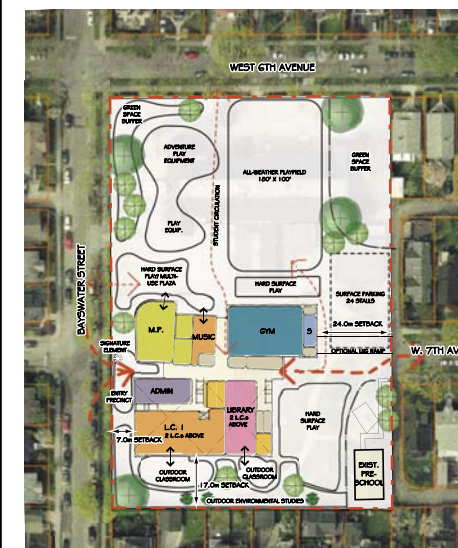 WEST 6TH AVENUE
GREEN
SPACE
BUFFER
ADVENTURE
PLAY
EQUIPMENT
ALL-WEATHER PLAYFIELD
180' X 100'
GREEN
SPACE
BUFFER
STUDENT CIRCULATION
PLAY
EQUIP.
BAYSWATER STREET
HARD SURFACE
PLAY/ MULTI-
USE PLAZA
HARD SURFACE
PLAY
SURFACE PARKING
24 STALLS
M.P.
MUSIC
GYM
S
24.0m SETBACK
SIGNATURE
ELEMENT
OPTIONAL U/G RAMP
W. 7TH AV
ADMIN
ENTRY
PRECINCT
LIBRARY
2 L.C.s
ABOVE
HARD
SURFACE
PLAY
L.C. 1
2 L.C.s ABOVE
7.0m SETBACK
OUTDOOR
CLASSROOM
OUTDOOR
CLASSROOM
17.0m SETBACK
EXIST.
PRE-
SCHOOL
OUTDOOR ENVIRONMENTAL STUDIES